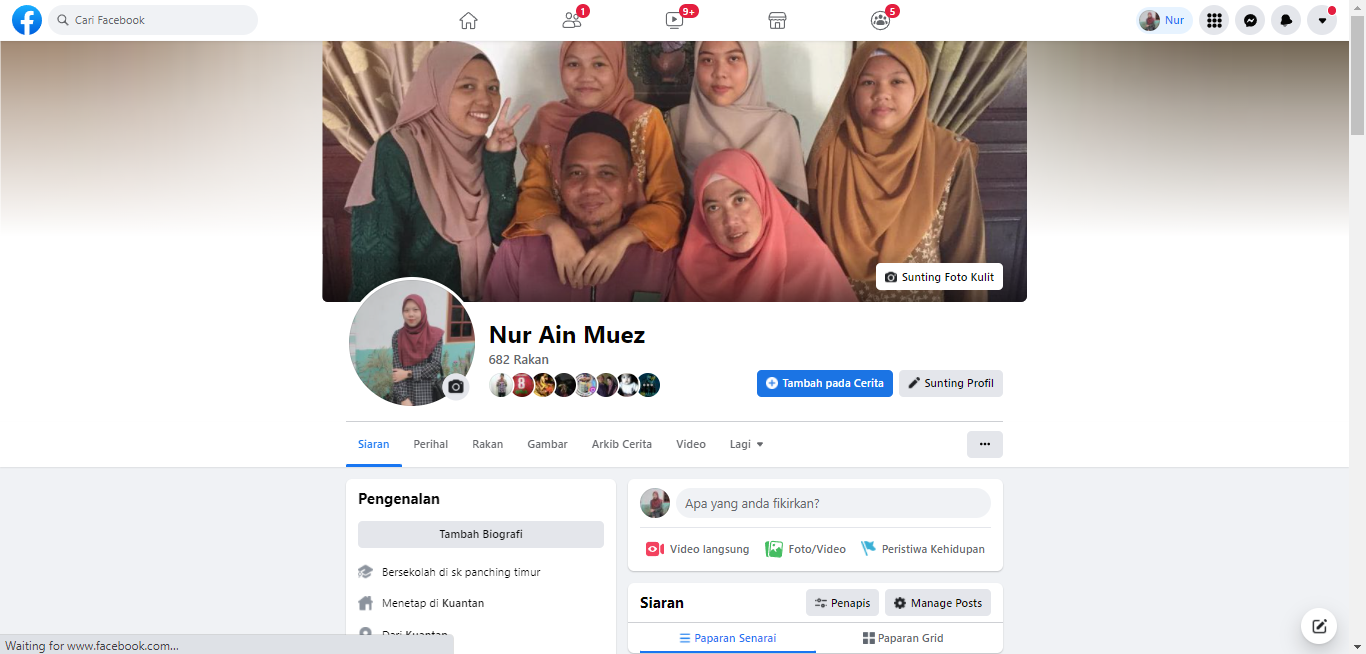 Cari Facebook
1
9+
5
Nur
Sunting Foto Kulit
Nur Ain Muez
682 Rakan
8
Tambah pada Cerita
Sunting Profil
Siaran Perihal Rakan Gambar Arkib Cerita Video Lagi
Pengenalan
Tambah Biografi
Bersekolah di sk panching timur
Menetap di Kuantan
Dari Kuantan
Apa yang anda fikirkan?
Video langsung Foto/Video Peristiwa Kehidupan
Siaran
Penapis
Manage Posts
Paparan Senarai
Paparan Grid
Waiting for www.facebook.com...